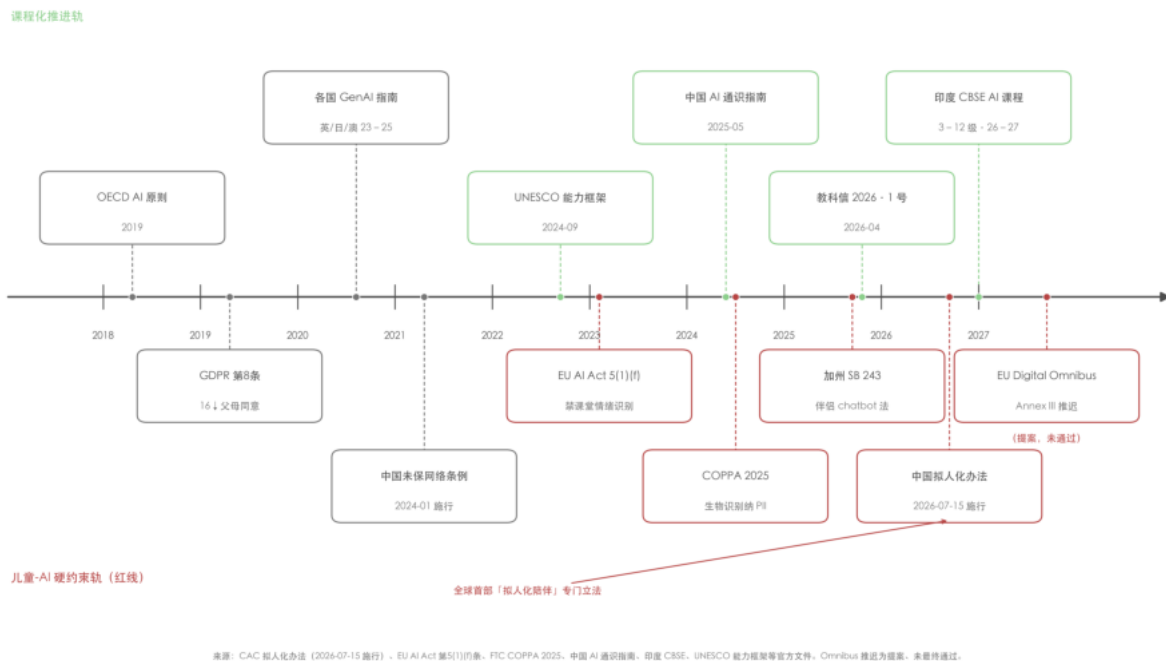 课程化推进轨
各国 GenAI 指南
英/日/澳 23 – 25
中国 AI 通识指南
2025-05
印度 CBSE AI 课程
3 – 12 级 · 26 – 27
OECD AI 原则
2019
UNESCO 能力框架
2024-09
教科信 2026 · 1 号
2026-04
2018
2019
2020
2021
2022
2023
2024
2025
2026
2027
GDPR 第8条
16↓父母同意
EU AI Act 5(1)(f)
禁课堂情绪识别
加州 SB 243
伴侣 chatbot 法
EU Digital Omnibus
Annex III 推迟
(提案，未通过)
中国未保网络条例
2024-01 施行
COPPA 2025
生物识别纳 PII
中国拟人化办法
2026-07-15 施行
儿童-AI 硬约束轨（红线）
全球首部「拟人化陪伴」专门立法
来源：CAC 拟人化办法（2026-07-15 施行）、EU AI Act 第5(1)(f)条、FTC COPPA 2025、中国 AI 通识指南、印度 CBSE、UNESCO 能力框架等官方文件。Omnibus 推迟为提案，未最终通过。